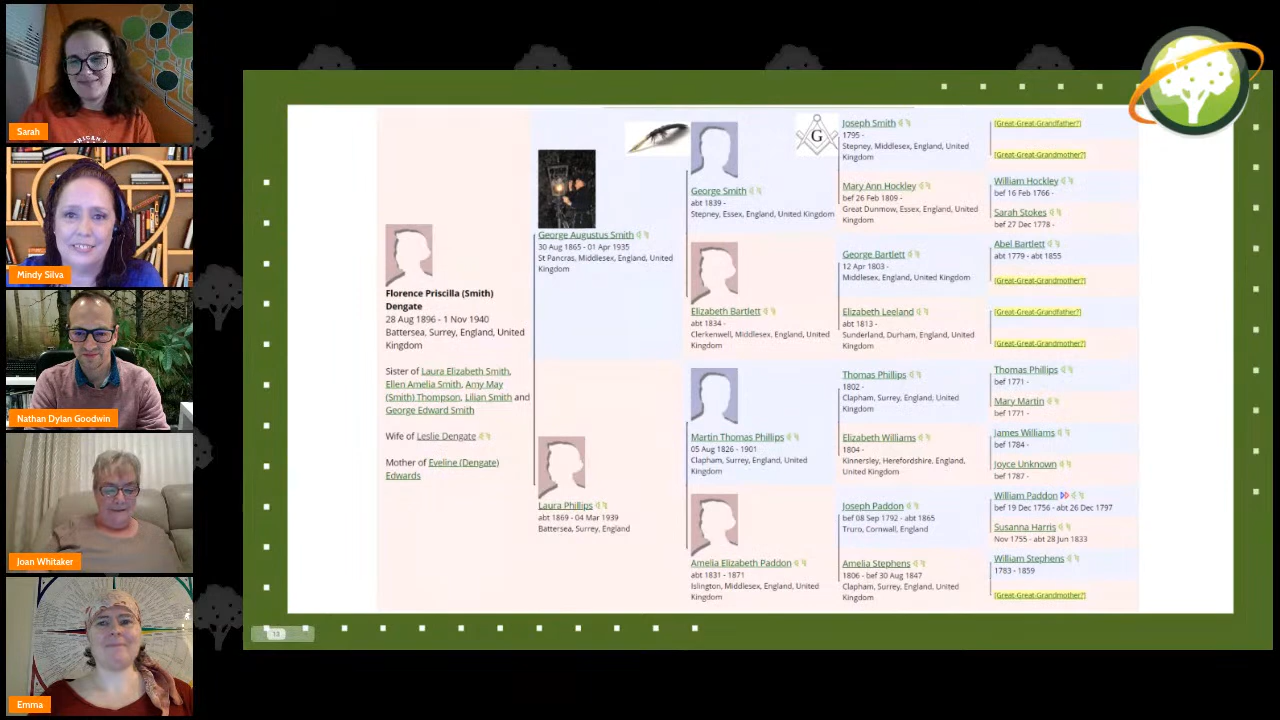 Sarah
Mindy Silva
Nathan Dylan Goodwin
Joan Whitaker
Emma
Florence Priscilla (Smith)
Dengate
28 Aug 1896 - 1 Nov 1940
Battersea, Surrey, England, United
Kingdom
Sister of Laura Elizabeth Smith,
Ellen Amelia Smith, Amy May
(Smith) Thompson, Lilian Smith and
George Edward Smith
Wife of Leslie Dengate
Mother of Eveline (Dengate)
Edwards
George Augustus Smith
30 Aug 1865 - 01 Apr 1935
St Pancras, Middlesex, England, United
Kingdom
Laura Phillips
abt 1869 - 04 Mar 1939
Battersea, Surrey, England
George Smith
abt 1839 -
Stepney, Essex, England, United Kingdom
Elizabeth Bartlett
abt 1834 -
Clerkenwell, Middlesex, England, United
Kingdom
Martin Thomas Phillips
05 Aug 1826 - 1901
Clapham, Surrey, England, United
Kingdom
Amelia Elizabeth Paddon
abt 1831 - 1871
Islington, Middlesex, England, United
Kingdom
G
Joseph Smith
1795 -
Stepney, Middlesex, England, United
Kingdom
Mary Ann Hockley
bef 26 Feb 1809 -
Great Dunmow, Essex, England, United
Kingdom
George Bartlett
12 Apr 1803 -
Middlesex, England, United Kingdom
Elizabeth Leeland
abt 1813 -
Sunderland, Durham, England, United
Kingdom
Thomas Phillips
1802 -
Clapham, Surrey, England, United
Kingdom
Elizabeth Williams
1804 -
Kinnersley, Herefordshire, England,
United Kingdom
Joseph Paddon
bef 08 Sep 1792 - abt 1865
Truro, Cornwall, England
Amelia Stephens
1806 - bef 30 Aug 1847
Clapham, Surrey, England, United
Kingdom
[Great-Great-Grandfather?]
[Great-Great-Grandmother?]
William Hockley
bef 16 Feb 1766 -
Sarah Stokes
bef 27 Dec 1778 -
Abel Bartlett
abt 1779 - abt 1855
[Great-Great-Grandmother?]
[Great-Great-Grandfather?]
[Great-Great-Grandmother?]
Thomas Phillips
bef 1771 -
Mary Martin
bef 1771 -
James Williams
bef 1784 -
Joyce Unknown
bef 1787 -
William Paddon
bef 19 Dec 1756 - abt 26 Dec 1797
Susanna Harris
Nov 1755 - abt 28 Jun 1833
William Stephens
1783 - 1859
[Great-Great-Grandmother?]
13